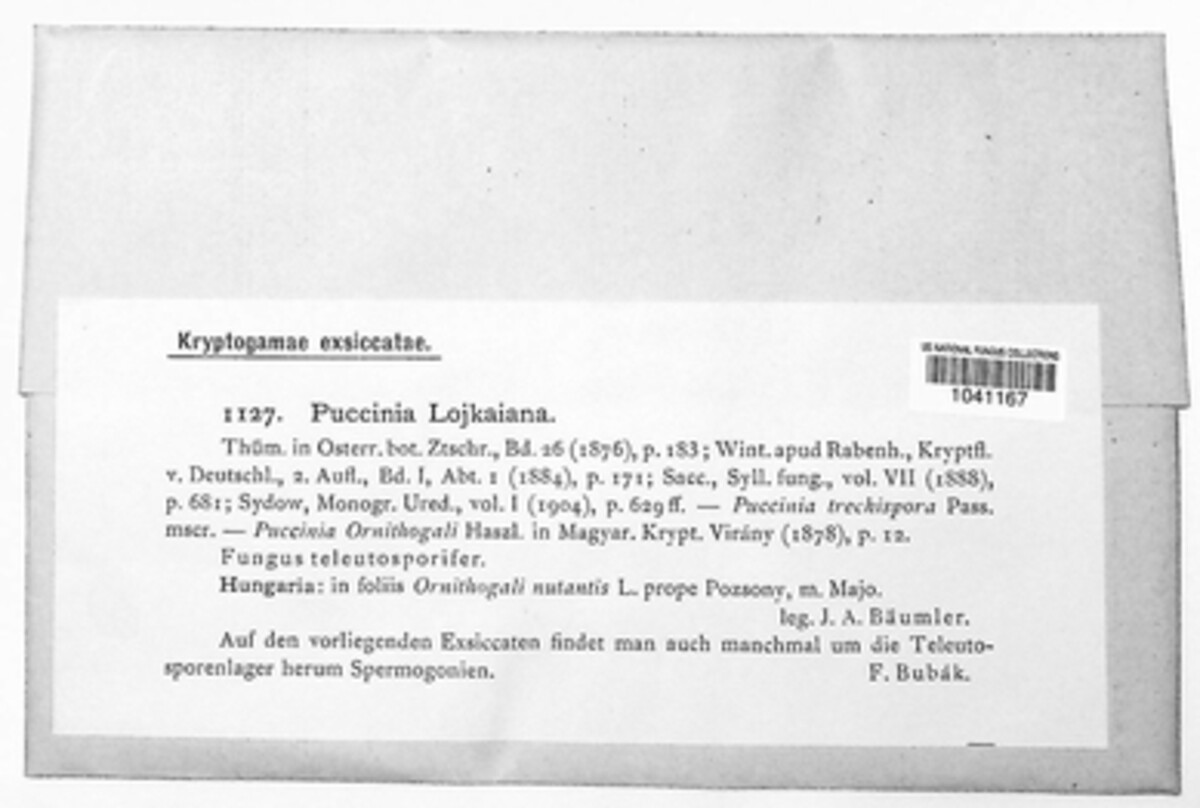 Kryptogamae exsiccatae.
US NATIONAL FUNGUS COLLECTIONS
1041167
1127. Puccinia Lojkaiana.
Thüm. in Osterr. bot. Ztschr., Bd. 26 (1876), p. 183; Wint. apud Rabenh., Kryptfl.
v. Deutschl., 2. Aufl., Bd. I, Abt. 1 (1884), p. 171; Sacc., Syll. fung., vol. VII (1888),
p. 681; Sydow, Monogr. Ured., vol. I (1904), p. 629 ff. — Puccinia trechispora Pass.
mscr. — Puccinia Ornithogali Haszl. in Magyar. Krypt. Virány (1878), p. 12.
Fungus teleutosporifer.
Hungaria: in foliis Ornithogali nutantis L. prope Pozsony, m. Majo.
leg. J. A. Bäumler.
Auf den vorliegenden Exsiccaten findet man auch manchmal um die Teleuto-
sporenlager herum Spermogonien. F. Bubák.